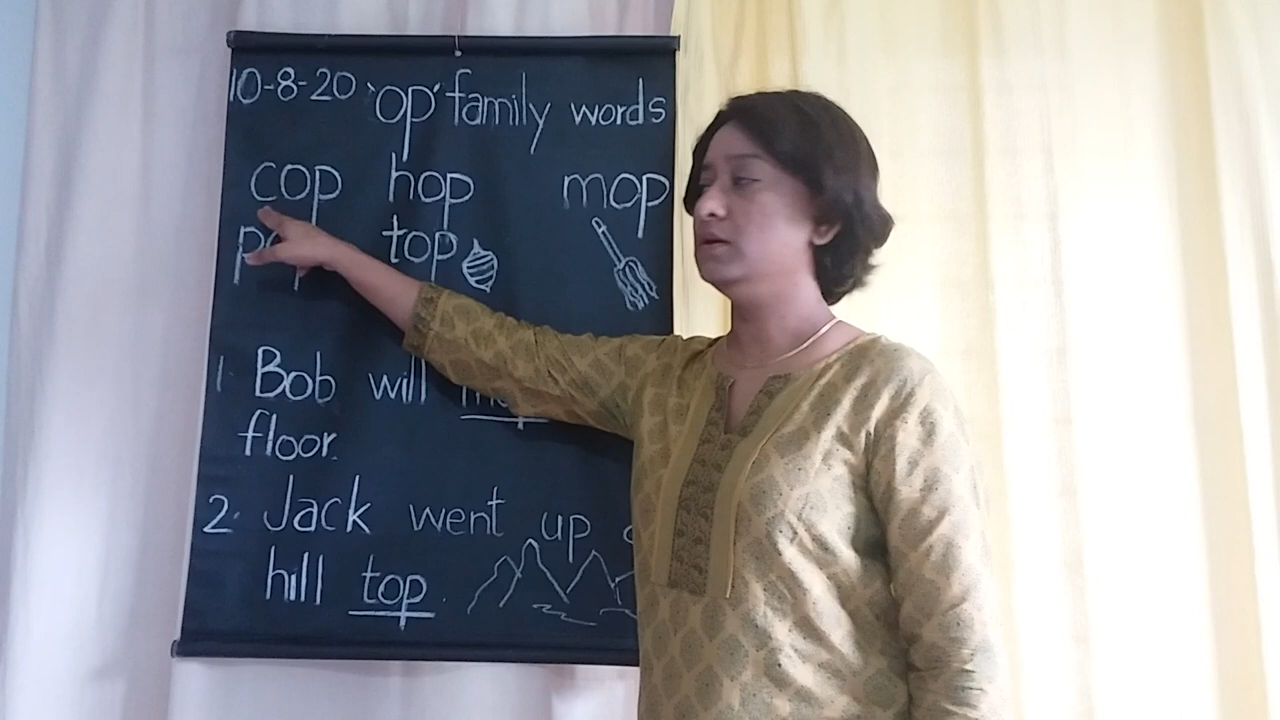 10-8-20 'op' family words
cop hop mop
top
1. Bob will
floor.
2. Jack went up
hill top.